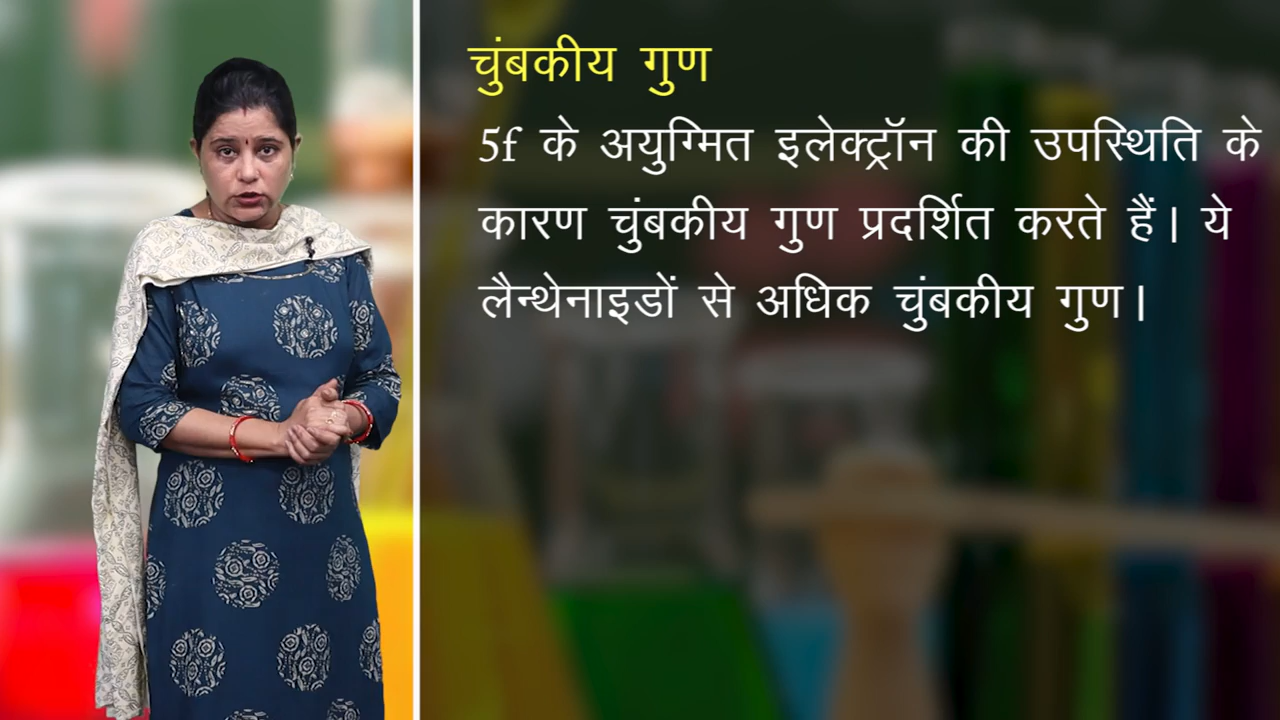 चुंबकीय गुण
5f के अयुग्मित इलेक्ट्रॉन की उपस्थिति के
कारण चुंबकीय गुण प्रदर्शित करते हैं। ये
लैन्थेनाइडों से अधिक चुंबकीय गुण।